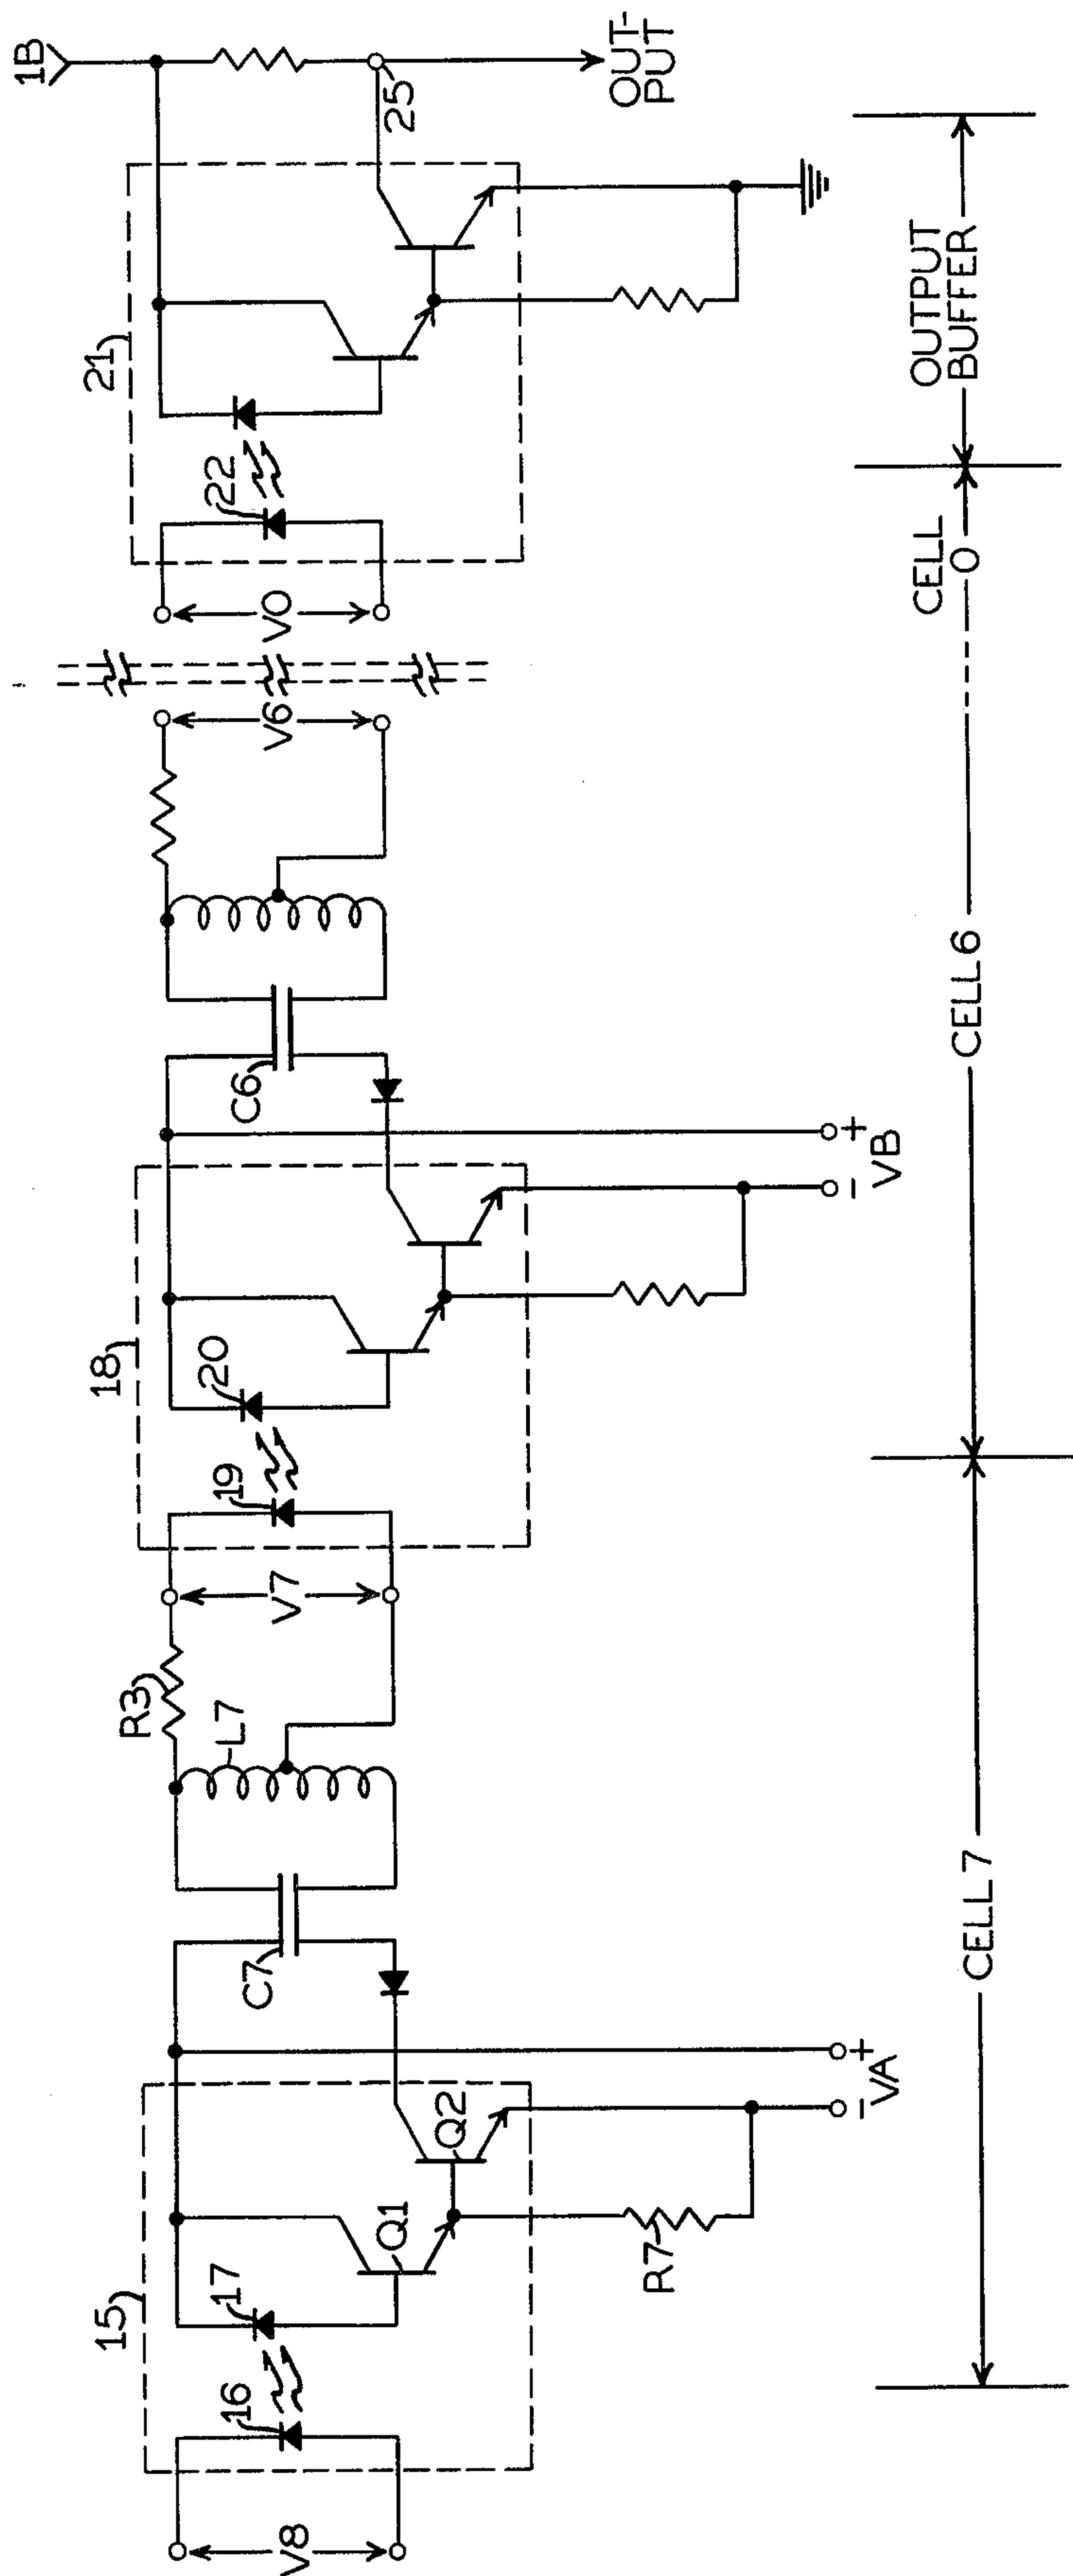 V8
15
16
17
Q1
Q2
R7
VA
-
+
C7
L7
R3
V7
18
19
20
VB
-
+
C6
V6
V0
21
22
1B
25
OUT-
PUT
CELL 7
CELL 6
CELL
0
OUTPUT
BUFFER